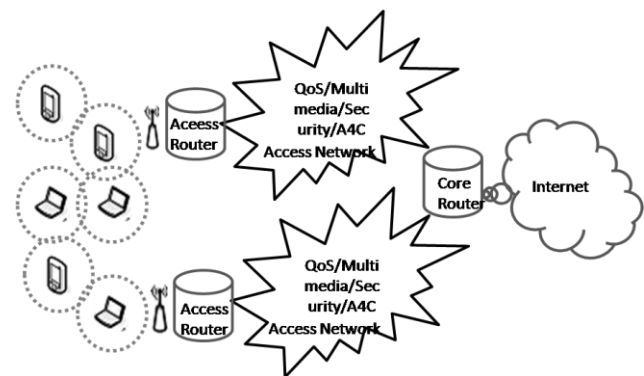 QoS/Multi
media/Sec
urity/A4C
Access Network
Aceess
Router
Core
Router
Internet
QoS/Multi
media/Sec
urity/A4C
Access Network
Access
Router